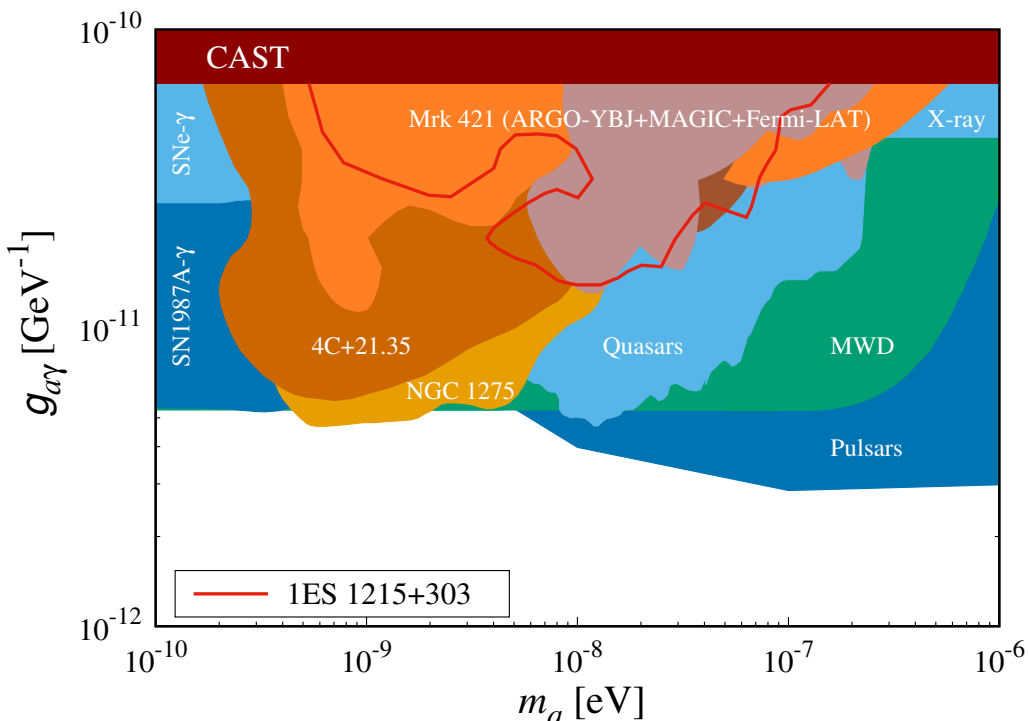 10⁻¹⁰
CAST
Mrk 421 (ARGO-YBJ+MAGIC+Fermi-LAT)
X-ray
SNe-γ
SN1987A-γ
g_{aγ} [GeV⁻¹]
10⁻¹¹
4C+21.35
Quasars
MWD
NGC 1275
Pulsars
1ES 1215+303
10⁻¹²
10⁻¹⁰ 10⁻⁹ 10⁻⁸ 10⁻⁷ 10⁻⁶
m_a [eV]